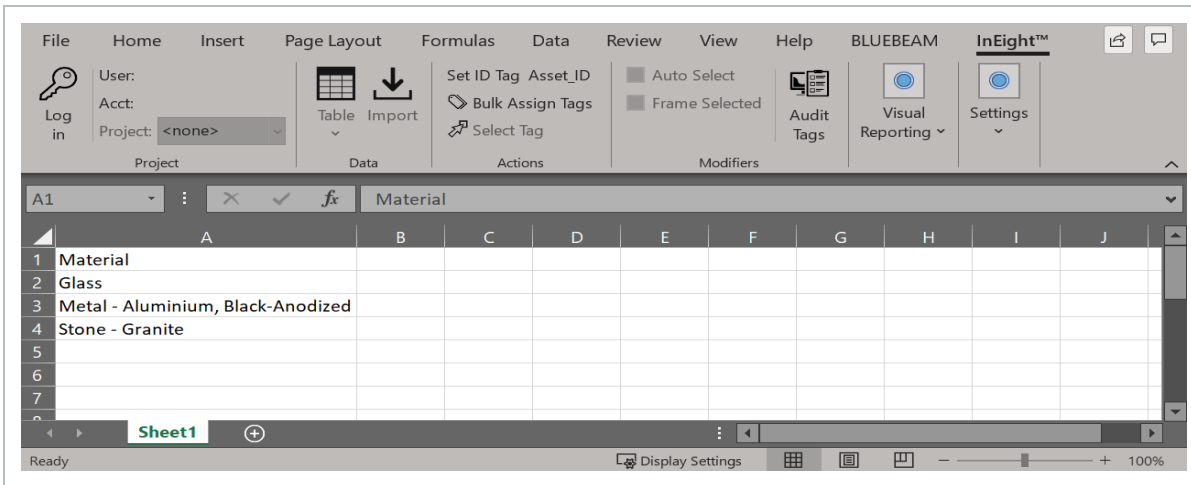 File Home Insert Page Layout Formulas Data Review View Help BLUEBEAM InEight™
Log in
User:
Acct:
Project: <none>
Project
Table Import
Data
Set ID Tag Asset_ID
Bulk Assign Tags
Select Tag
Actions
Auto Select
Frame Selected
Modifiers
Audit Tags
Visual Reporting
Settings
A1 fx Material
A B C D E F G H I J
1 Material
2 Glass
3 Metal - Aluminium, Black-Anodized
4 Stone - Granite
5
6
7
Sheet1
Ready Display Settings 100%